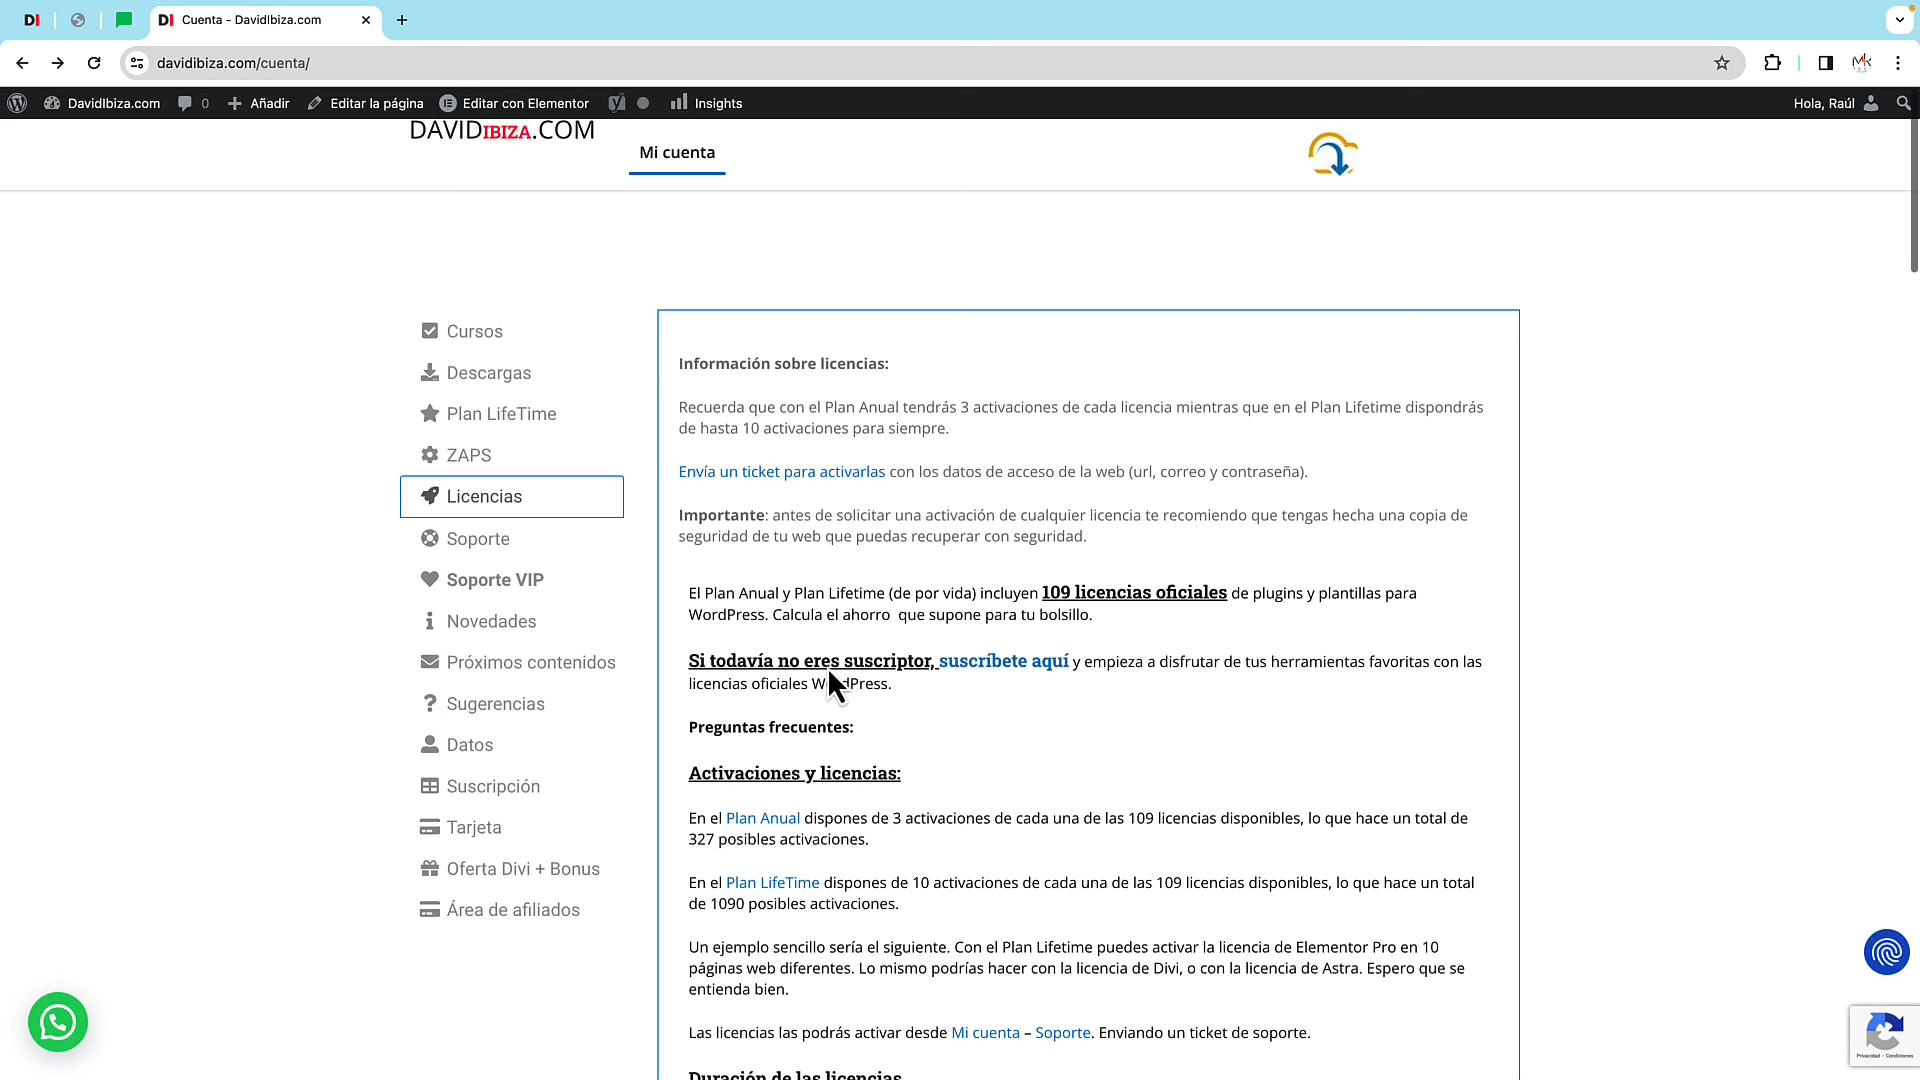 DI
DI Cuenta - DavidIbiza.com
davidibiza.com/cuenta/
DavidIbiza.com 0 Añadir Editar la página Editar con Elementor Insights Hola, Raúl
DAVIDIBIZA.COM
Mi cuenta
Cursos
Descargas
Plan LifeTime
ZAPS
Licencias
Soporte
Soporte VIP
Novedades
Próximos contenidos
Sugerencias
Datos
Suscripción
Tarjeta
Oferta Divi + Bonus
Área de afiliados
Información sobre licencias:
Recuerda que con el Plan Anual tendrás 3 activaciones de cada licencia mientras que en el Plan Lifetime dispondrás
de hasta 10 activaciones para siempre.
Envía un ticket para activarlas con los datos de acceso de la web (url, correo y contraseña).
Importante: antes de solicitar una activación de cualquier licencia te recomiendo que tengas hecha una copia de
seguridad de tu web que puedas recuperar con seguridad.
El Plan Anual y Plan Lifetime (de por vida) incluyen 109 licencias oficiales de plugins y plantillas para
WordPress. Calcula el ahorro que supone para tu bolsillo.
Si todavía no eres suscriptor, suscríbete aquí y empieza a disfrutar de tus herramientas favoritas con las
licencias oficiales WordPress.
Preguntas frecuentes:
Activaciones y licencias:
En el Plan Anual dispones de 3 activaciones de cada una de las 109 licencias disponibles, lo que hace un total de
327 posibles activaciones.
En el Plan LifeTime dispones de 10 activaciones de cada una de las 109 licencias disponibles, lo que hace un total
de 1090 posibles activaciones.
Un ejemplo sencillo sería el siguiente. Con el Plan Lifetime puedes activar la licencia de Elementor Pro en 10
páginas web diferentes. Lo mismo podrías hacer con la licencia de Divi, o con la licencia de Astra. Espero que se
entienda bien.
Las licencias las podrás activar desde Mi cuenta – Soporte. Enviando un ticket de soporte.
Duración de las licencias
Privacidad - Condiciones